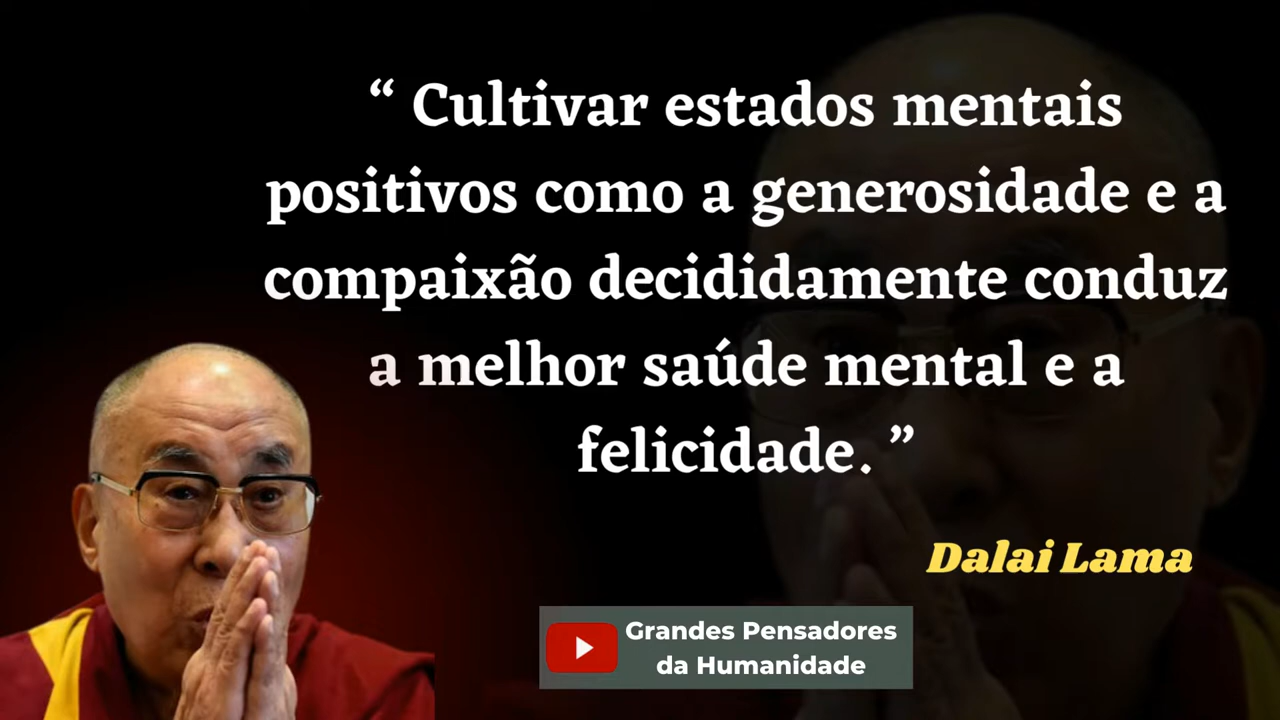 “ Cultivar estados mentais
positivos como a generosidade e a
compaixão decididamente conduz
a melhor saúde mental e a
felicidade. ”
Dalai Lama
Grandes Pensadores
da Humanidade